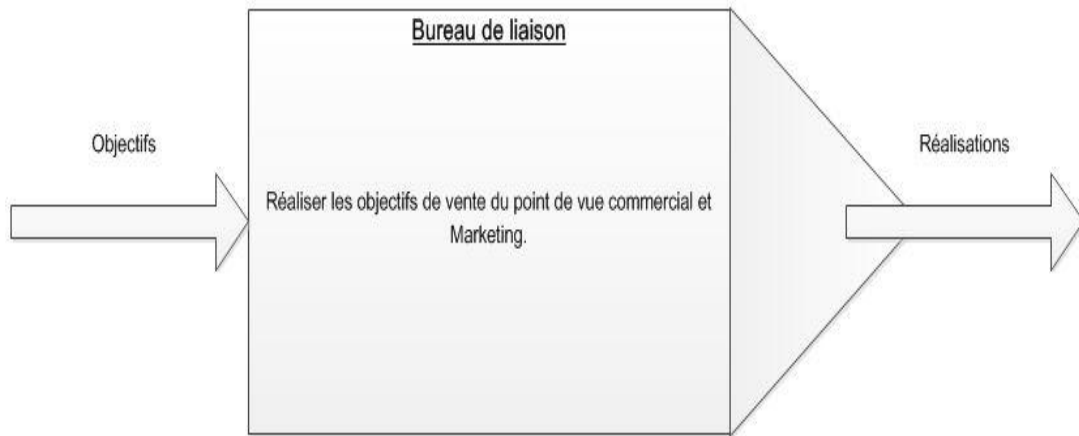 Bureau de liaison
Objectifs
Réalisations
Réaliser les objectifs de vente du point de vue commercial et
Marketing.